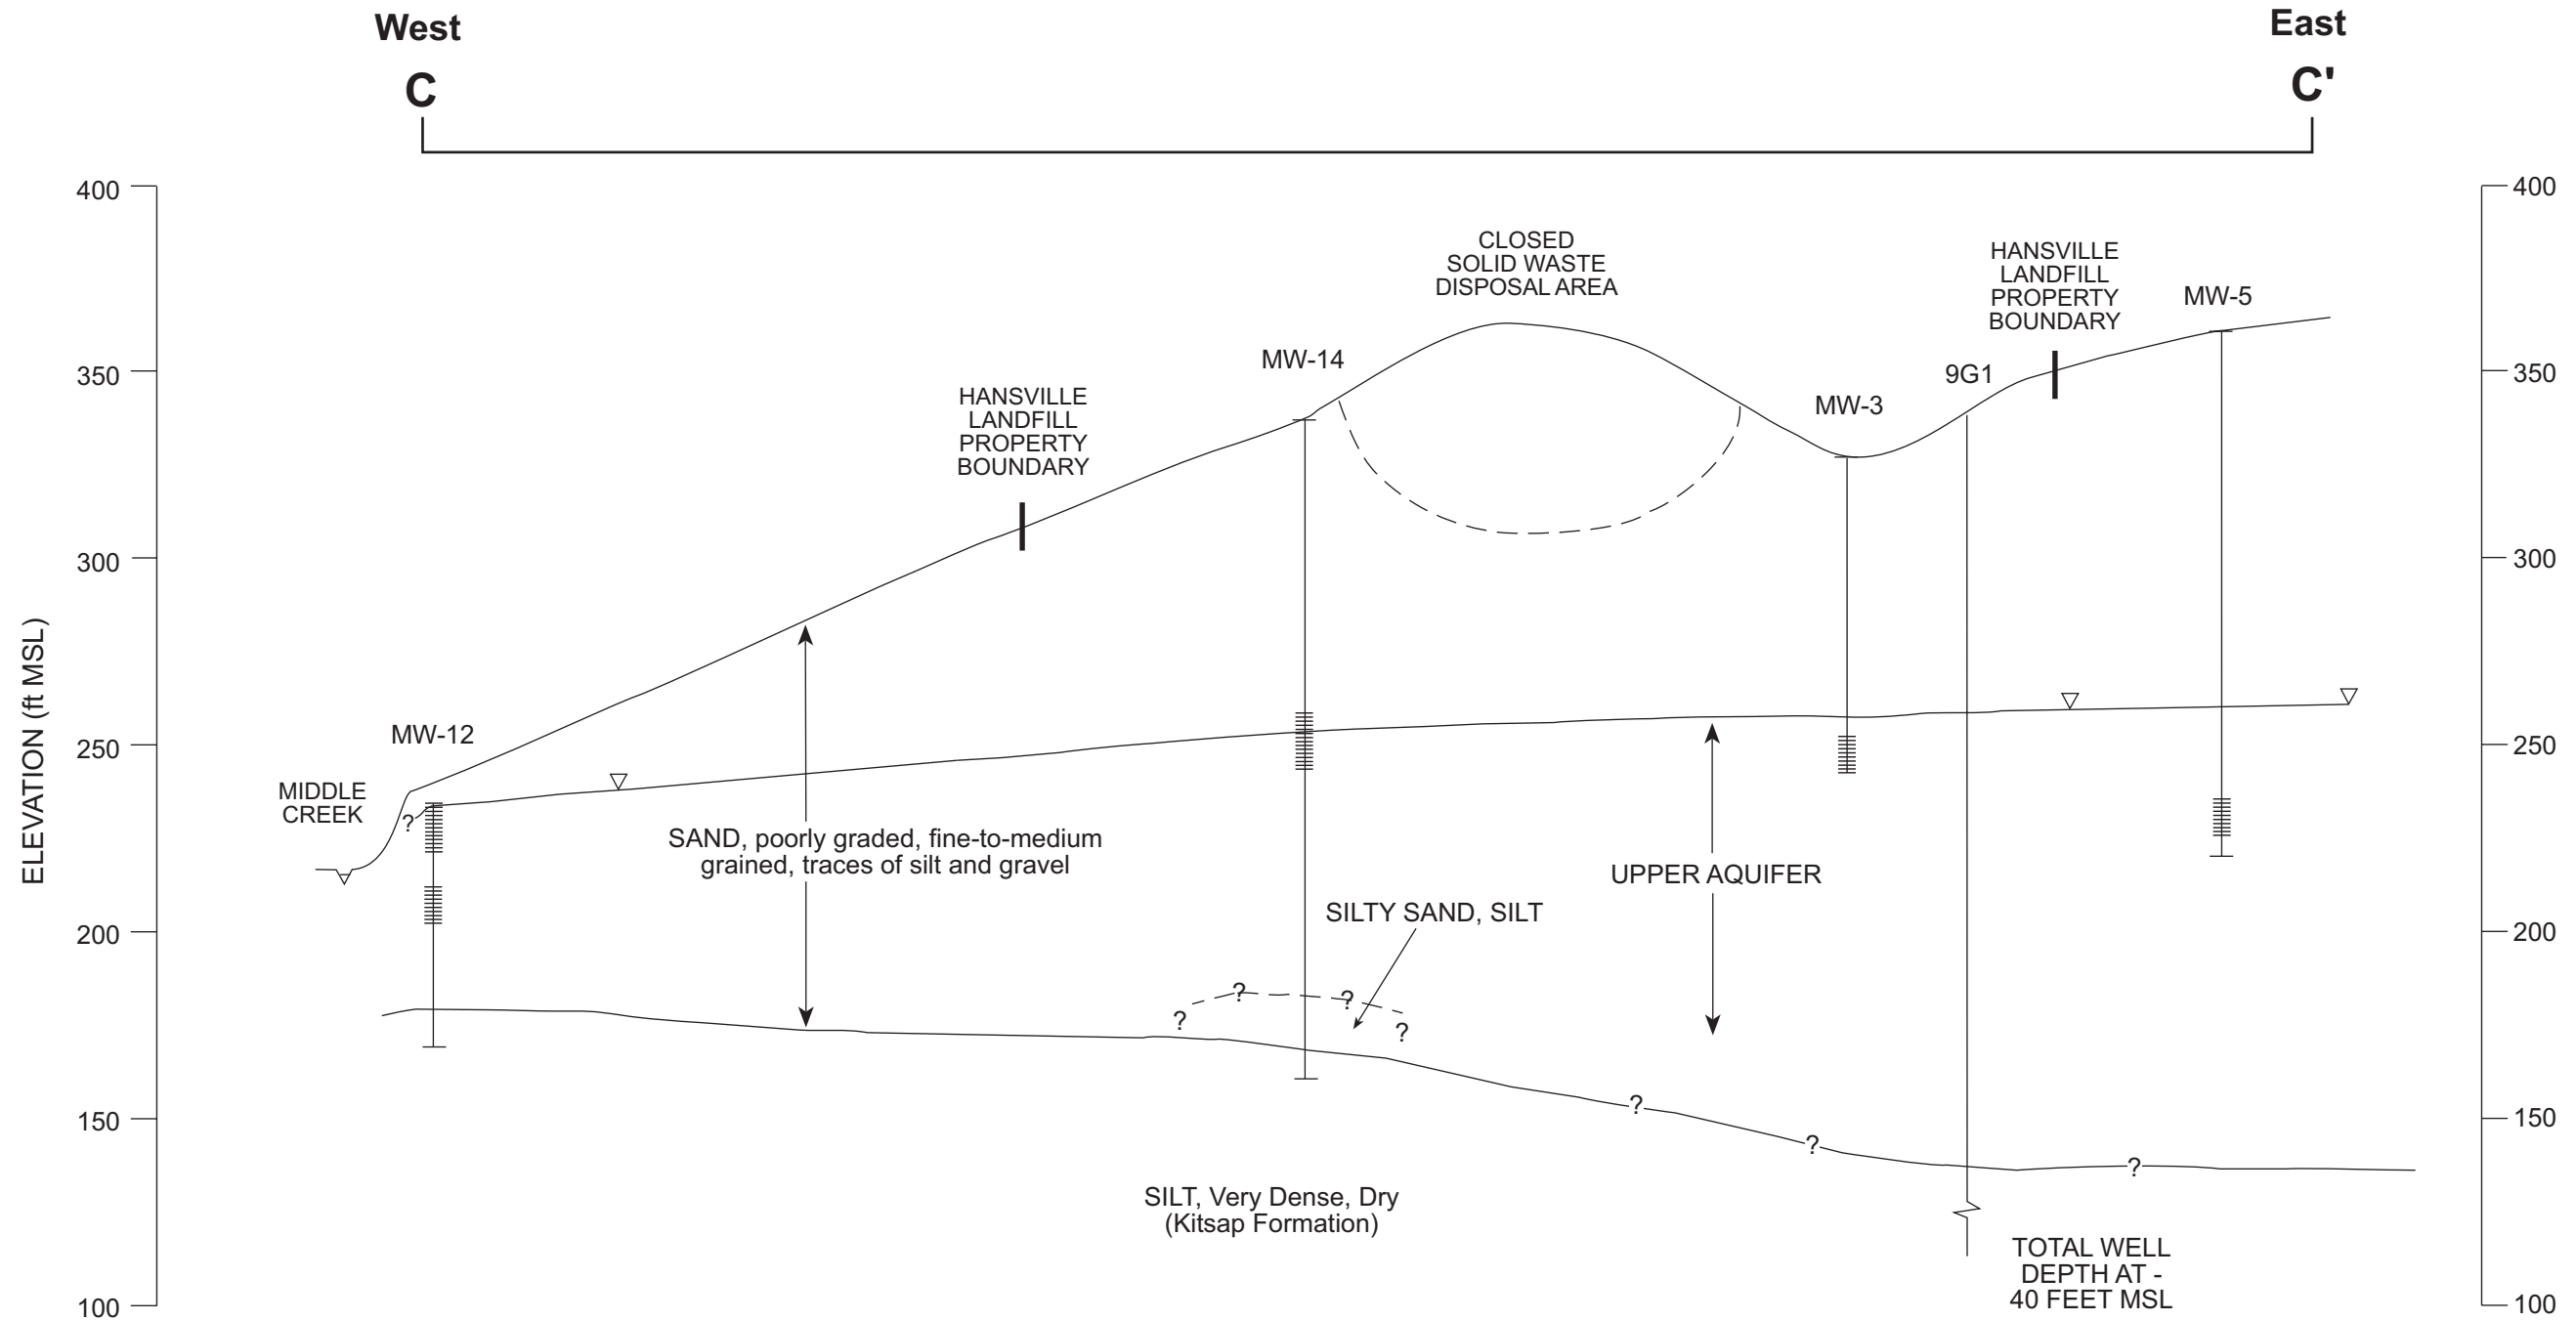 West
East
C
C'
400
400
CLOSED
SOLID WASTE
DISPOSAL AREA
HANSVILLE
LANDFILL
PROPERTY
BOUNDARY
MW-5
MW-14
350
350
9G1
HANSVILLE
LANDFILL
PROPERTY
BOUNDARY
MW-3
300
300
ELEVATION (ft MSL)
MW-12
250
250
MIDDLE
CREEK
?
SAND, poorly graded, fine-to-medium
grained, traces of silt and gravel
UPPER AQUIFER
SILTY SAND, SILT
200
200
?
?
?
?
150
150
?
?
?
SILT, Very Dense, Dry
(Kitsap Formation)
TOTAL WELL
DEPTH AT -
40 FEET MSL
100
100